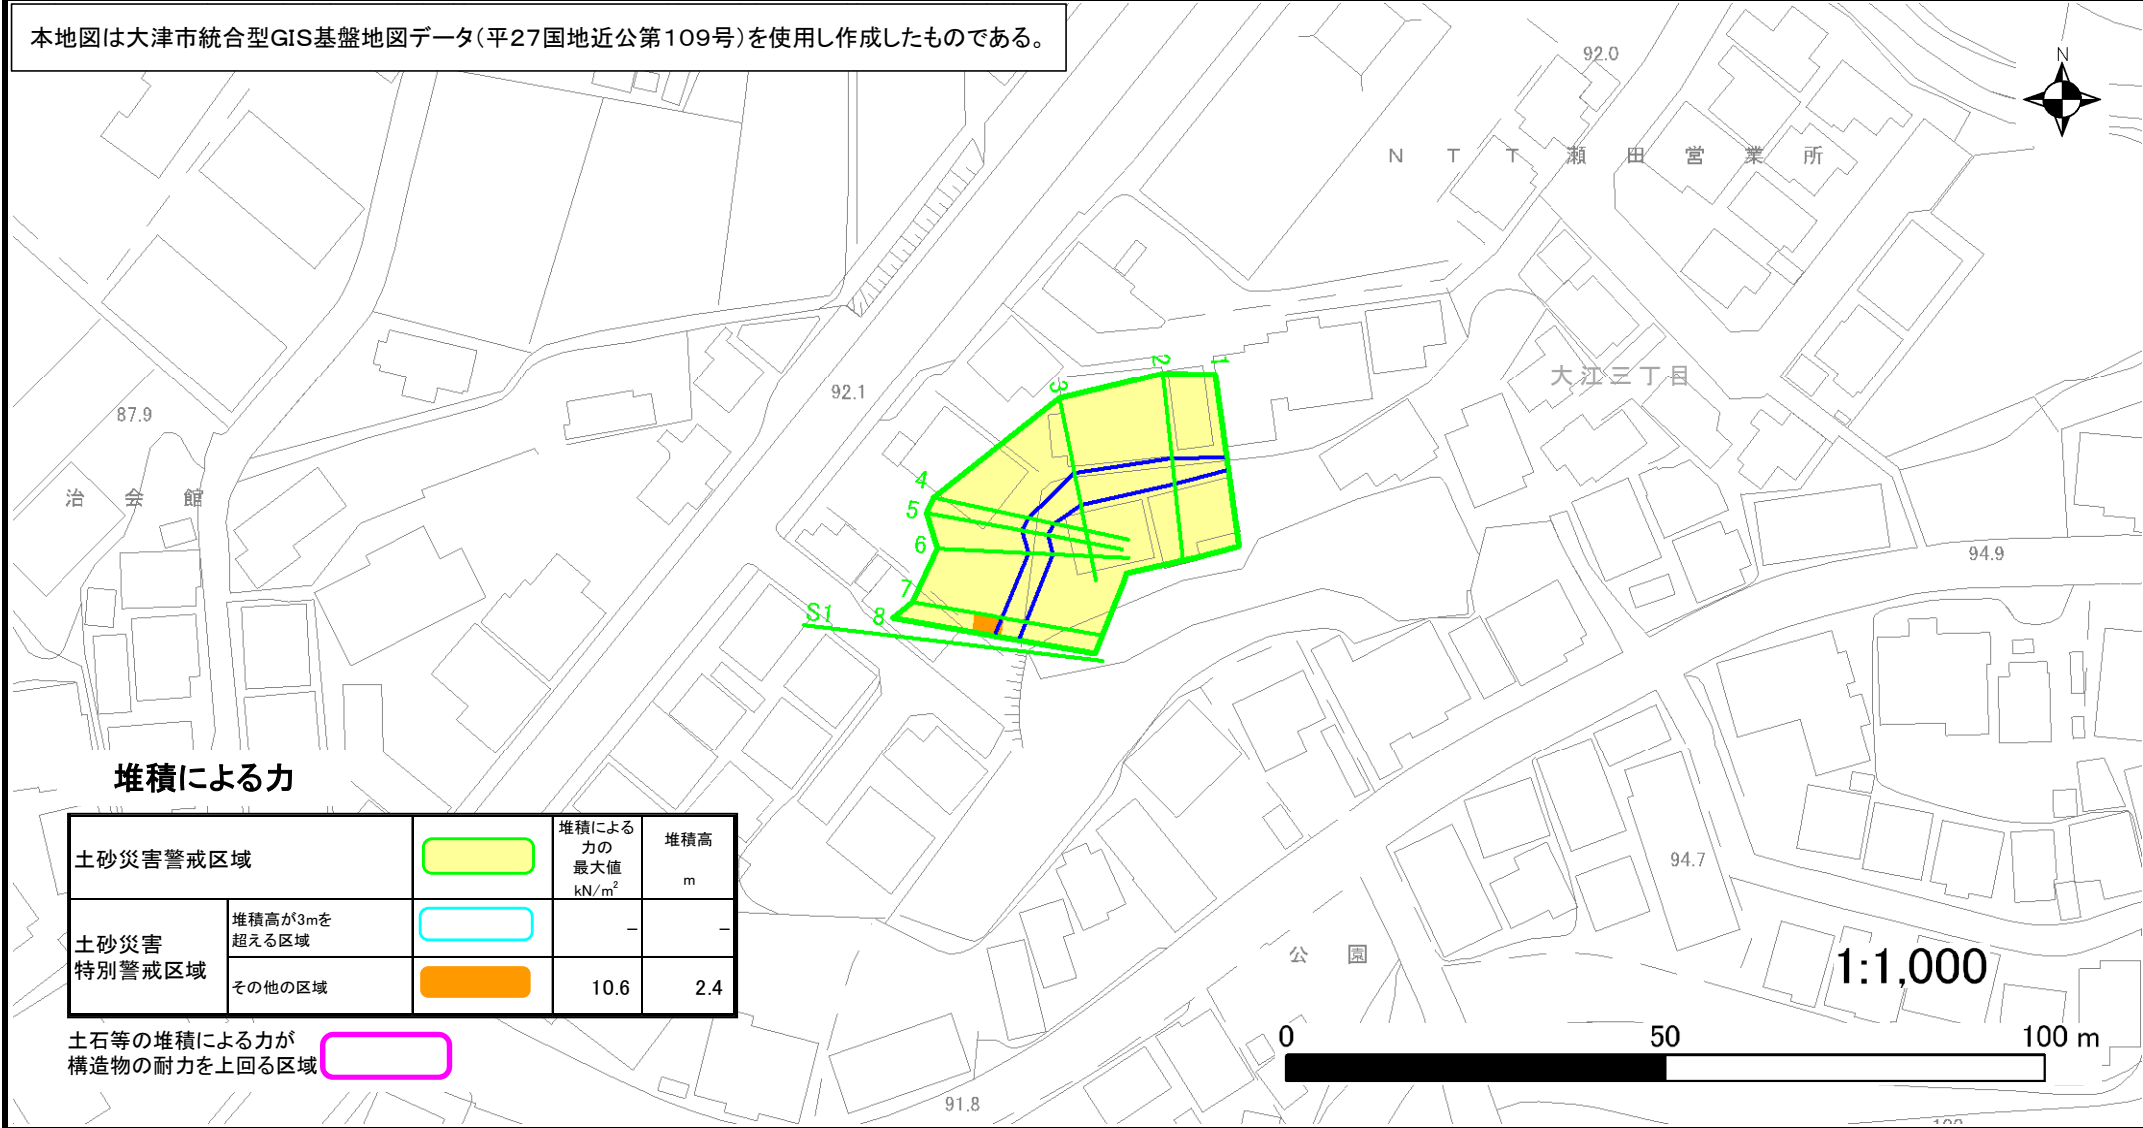 本地図は大津市統合型GIS基盤地図データ(平27国地近公第109号)を使用し作成したものである。
N
92.0
NTT瀬田営業所
大江三丁目
92.1
87.9
治会館
1
2
3
4
5
6
7
8
S1
94.9
94.7
公園
91.8
堆積による力
堆積による
力の
最大値
kN/m²
堆積高
m
土砂災害警戒区域
土砂災害
特別警戒区域
堆積高が3mを
超える区域
–
–
その他の区域
10.6
2.4
土石等の堆積による力が
構造物の耐力を上回る区域
1:1,000
0
50
100 m